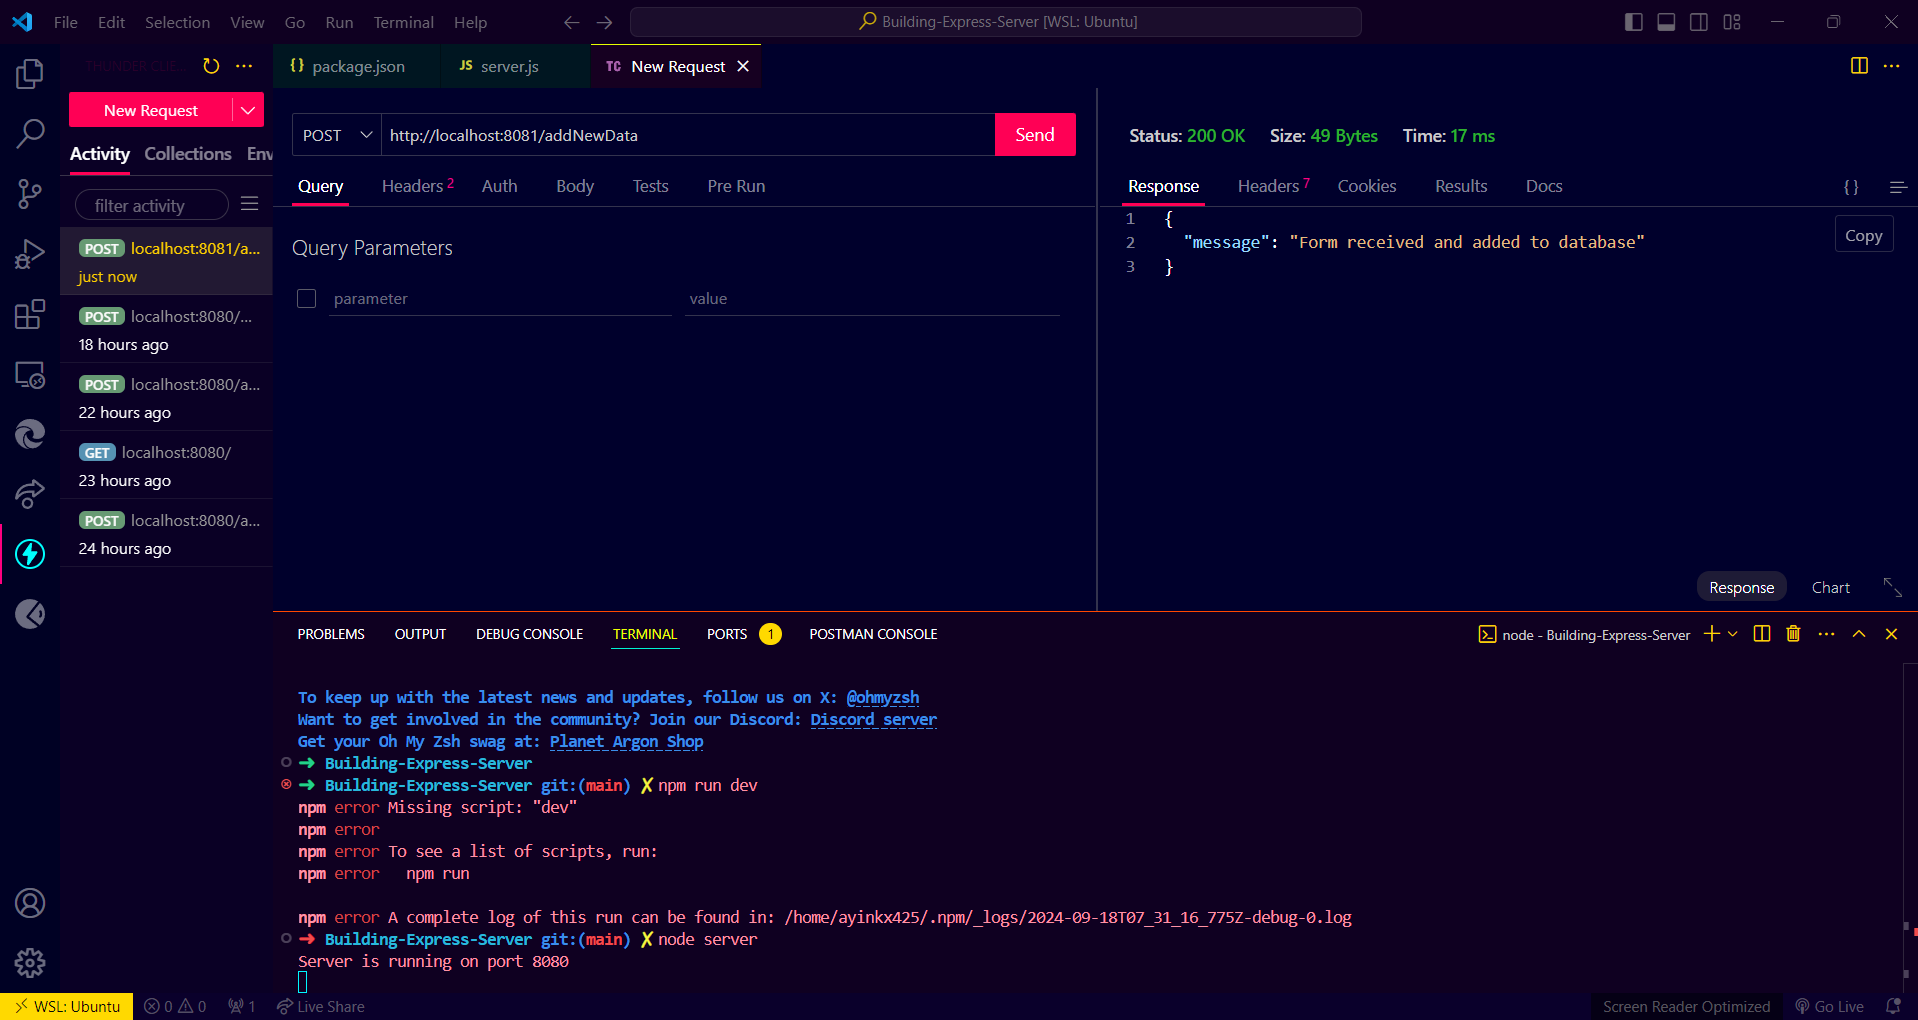 File Edit Selection View Go Run Terminal Help
Building-Express-Server [WSL: Ubuntu]
THUNDER CLIE...
New Request
Activity Collections Env
filter activity
POST localhost:8081/a...
just now
POST localhost:8080/...
18 hours ago
POST localhost:8080/a...
22 hours ago
GET localhost:8080/
23 hours ago
POST localhost:8080/a...
24 hours ago
{} package.json
JS server.js
TC New Request
POST http://localhost:8081/addNewData Send
Query Headers 2 Auth Body Tests Pre Run
Query Parameters
parameter value
Status: 200 OK Size: 49 Bytes Time: 17 ms
Response Headers 7 Cookies Results Docs {}
1 {
2 "message": "Form received and added to database"
3 }
Copy
Response Chart
PROBLEMS OUTPUT DEBUG CONSOLE TERMINAL PORTS 1 POSTMAN CONSOLE
node - Building-Express-Server
To keep up with the latest news and updates, follow us on X: @ohmyzsh
Want to get involved in the community? Join our Discord: Discord server
Get your Oh My Zsh swag at: Planet Argon Shop
➜ Building-Express-Server
➜ Building-Express-Server git:(main) ✗ npm run dev
npm error Missing script: "dev"
npm error
npm error To see a list of scripts, run:
npm error npm run
npm error A complete log of this run can be found in: /home/ayinkx425/.npm/_logs/2024-09-18T07_31_16_775Z-debug-0.log
➜ Building-Express-Server git:(main) ✗ node server
Server is running on port 8080
WSL: Ubuntu 0 0 1 Live Share
Screen Reader Optimized Go Live